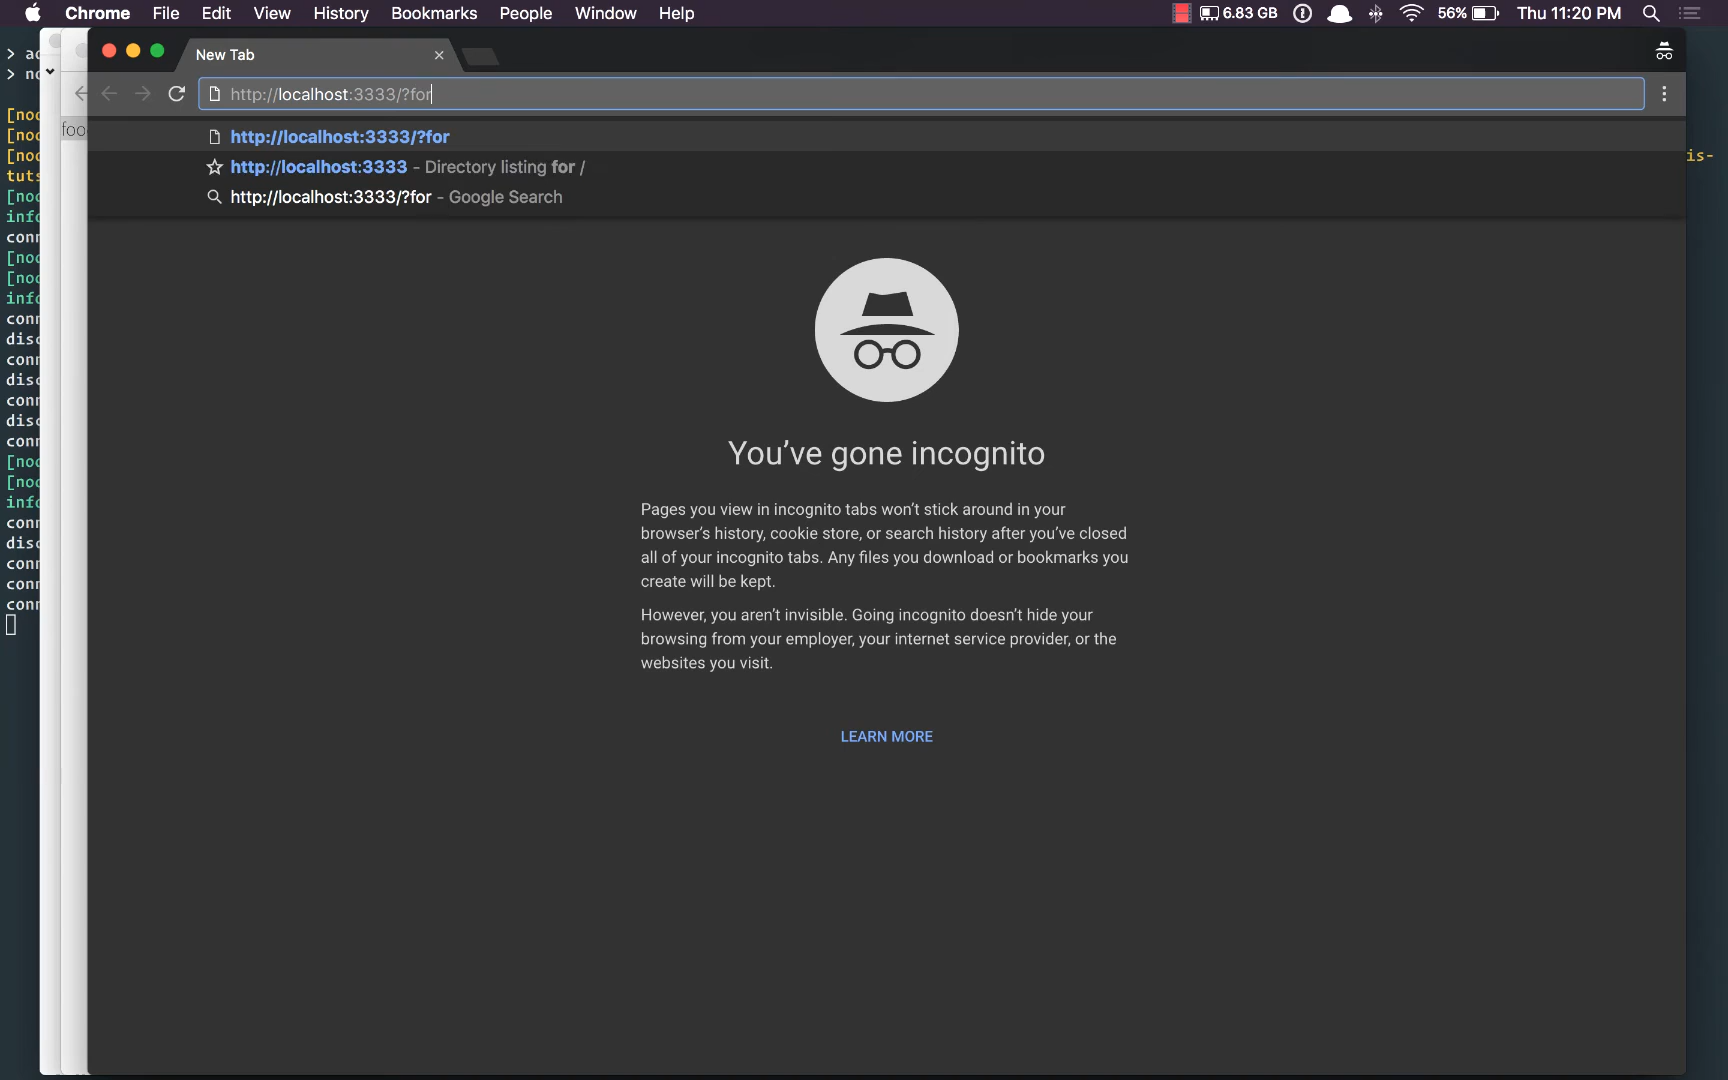 Chrome File Edit View History Bookmarks People Window Help 6.83 GB 56% Thu 11:20 PM
New Tab
http://localhost:3333/?for
http://localhost:3333/?for
http://localhost:3333 - Directory listing for /
http://localhost:3333/?for - Google Search
You've gone incognito
Pages you view in incognito tabs won't stick around in your
browser's history, cookie store, or search history after you've closed
all of your incognito tabs. Any files you download or bookmarks you
create will be kept.
However, you aren't invisible. Going incognito doesn't hide your
browsing from your employer, your internet service provider, or the
websites you visit.
LEARN MORE